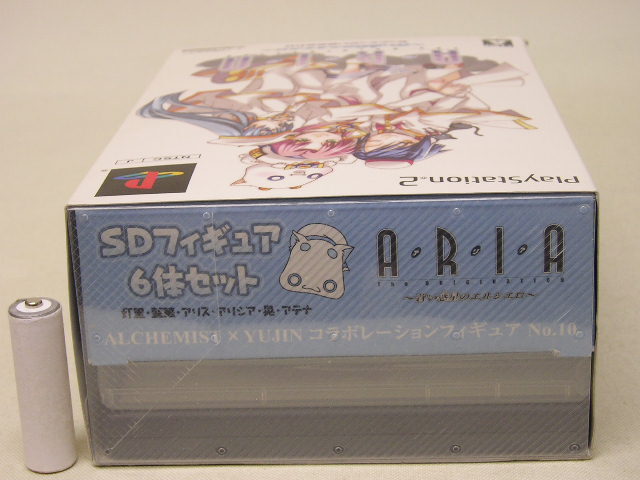 PlayStation®2
NTSC J
SDフィギュア
6体セット
A・R・I・A
The ORIGINATION
～蒼い惑星のエルシエロ～
灯里・藍華・アリス・アリシア・晃・アテナ
ALCHEMIST×YUJIN コラボレーションフィギュア No.10